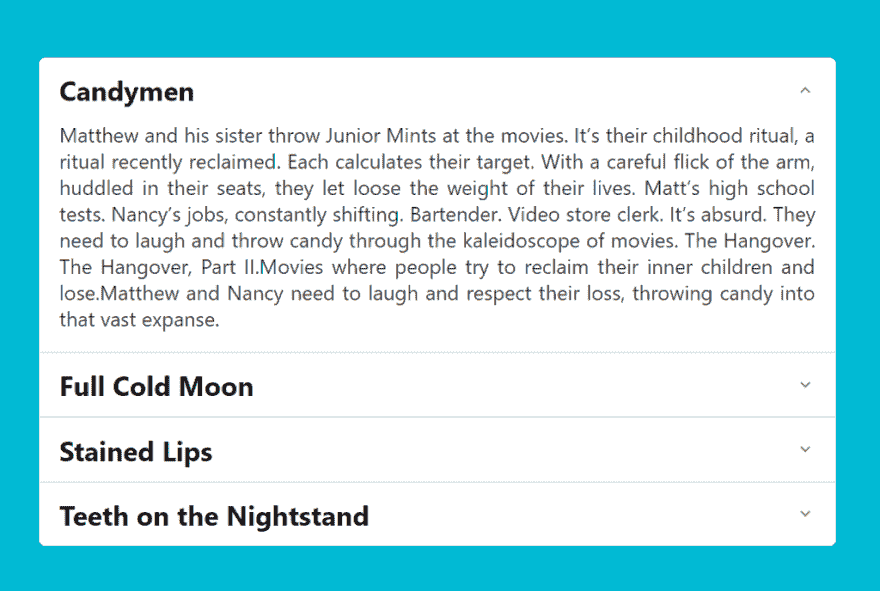 Candymen
Matthew and his sister throw Junior Mints at the movies. It’s their childhood ritual, a
ritual recently reclaimed. Each calculates their target. With a careful flick of the arm,
huddled in their seats, they let loose the weight of their lives. Matt’s high school
tests. Nancy’s jobs, constantly shifting. Bartender. Video store clerk. It’s absurd. They
need to laugh and throw candy through the kaleidoscope of movies. The Hangover.
The Hangover, Part II.Movies where people try to reclaim their inner children and
lose.Matthew and Nancy need to laugh and respect their loss, throwing candy into
that vast expanse.
Full Cold Moon
Stained Lips
Teeth on the Nightstand